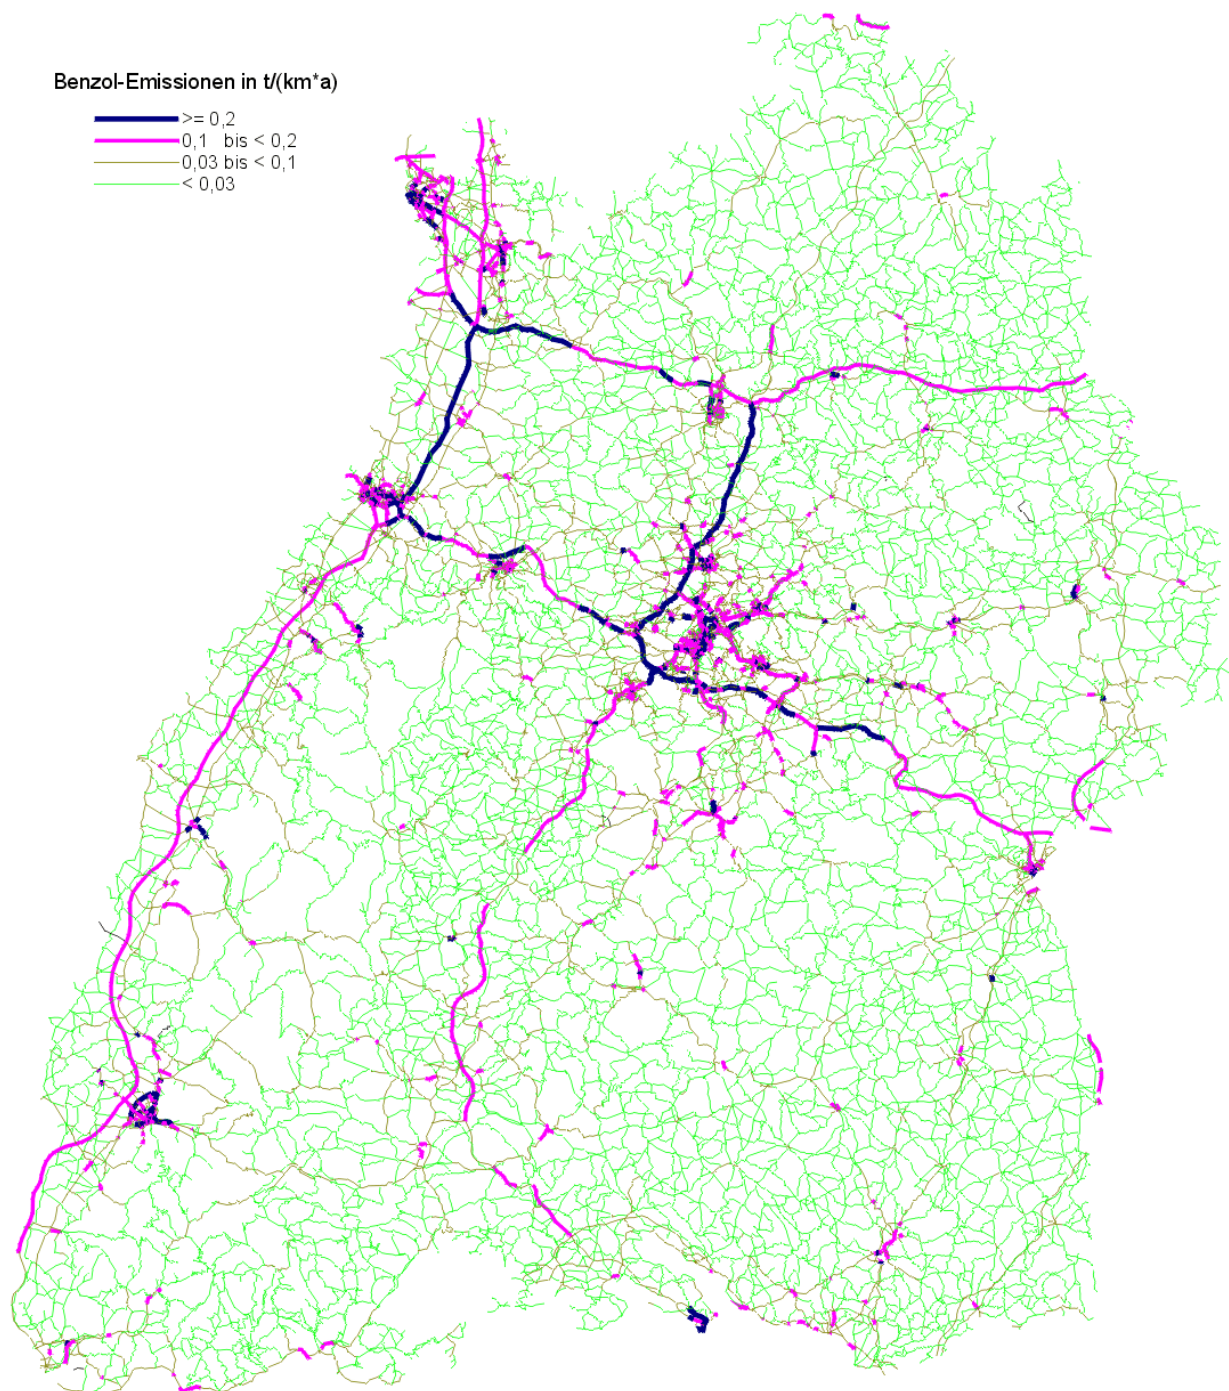 Benzol-Emissionen in t/(km*a)
>= 0,2
0,1 bis < 0,2
0,03 bis < 0,1
< 0,03